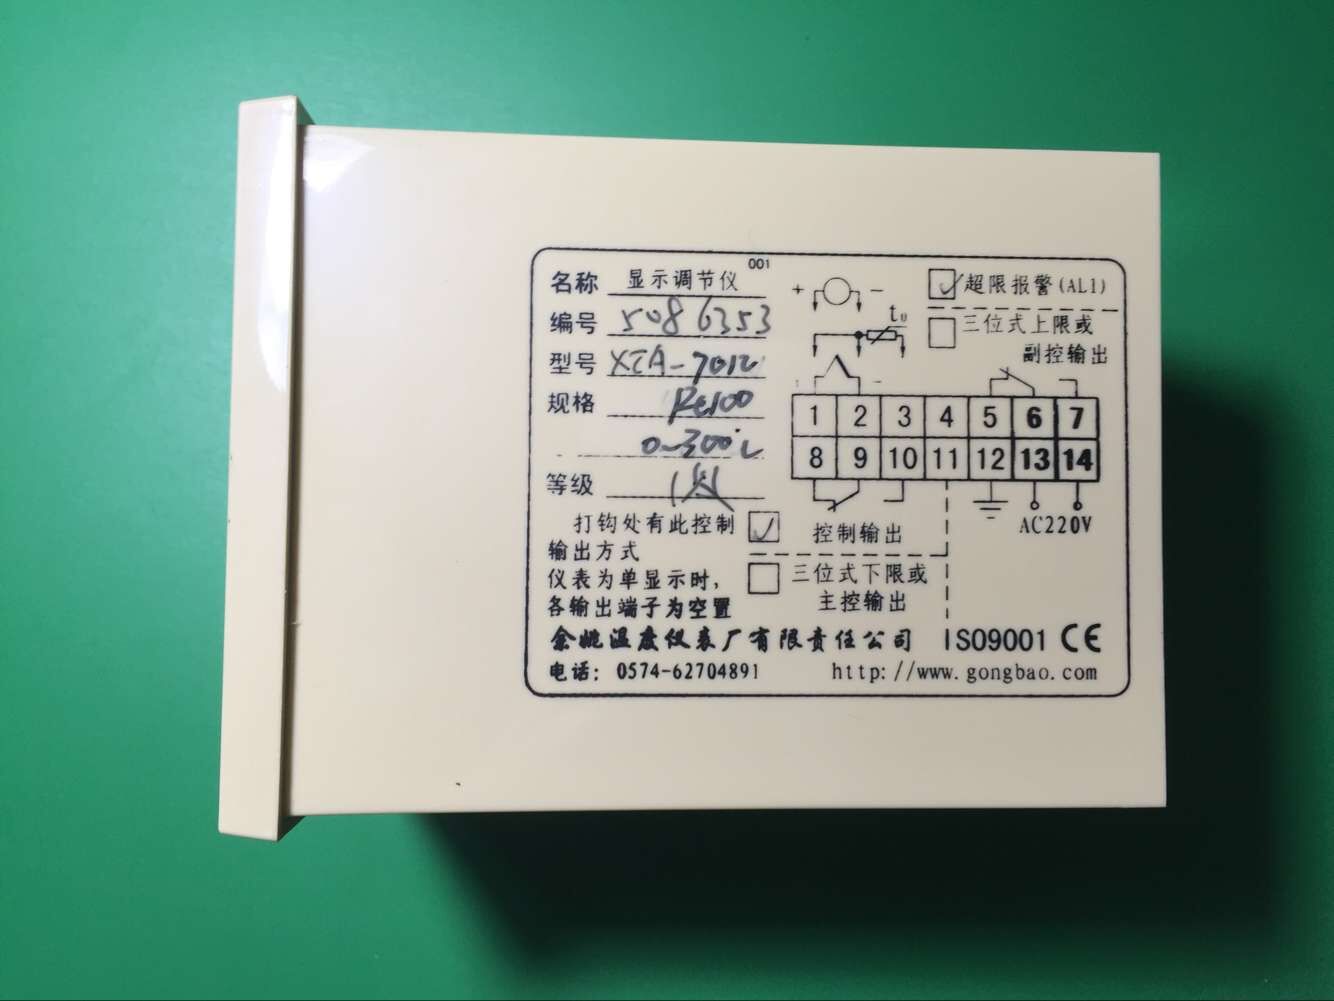 001
名称 显示调节仪
编号 5086353
型号 XTA-7012
规格 Pt100
0~300℃
等级 1级
打钩处有此控制
输出方式
仪表为单显示时，
各输出端子为空置
+ -
t₀
超限报警(AL1)
三位式上限或
副控输出
1 2 3 4 5 6 7
8 9 10 11 12 13 14
AC220V
控制输出
三位式下限或
主控输出
余姚温度仪表厂有限责任公司 ISO9001 CE
电话：0574-62704891 http://www.gongbao.com